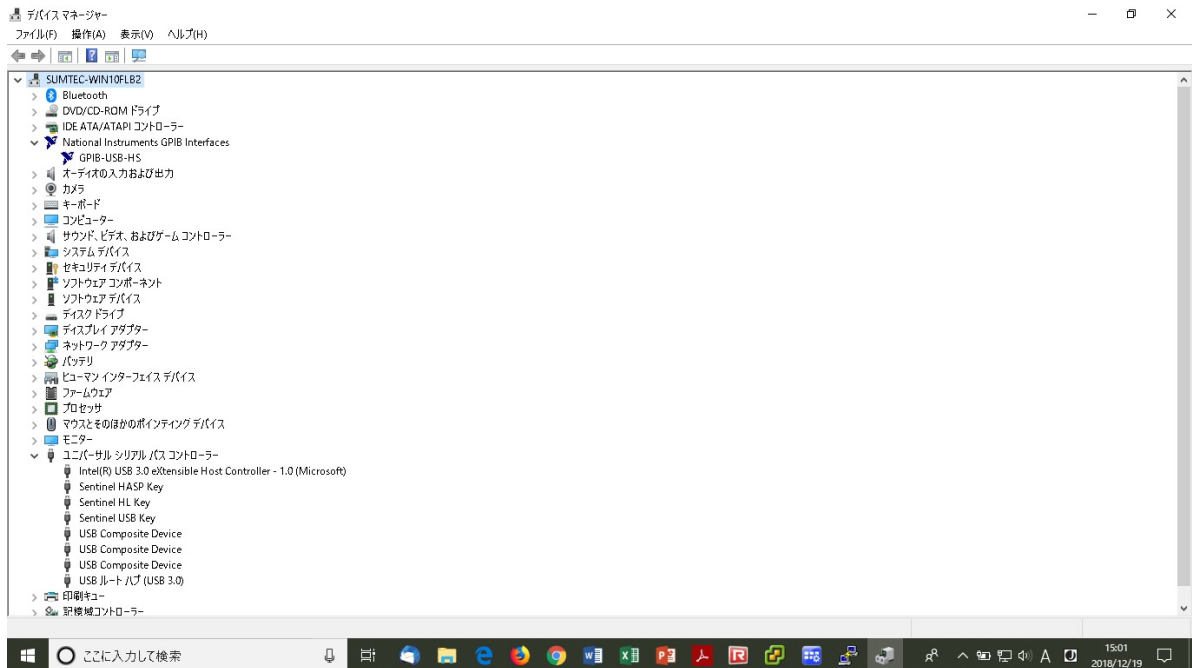 デバイス マネージャー
ファイル(F) 操作(A) 表示(V) ヘルプ(H)
SUMTEC-WIN10FLB2
Bluetooth
DVD/CD-ROM ドライブ
IDE ATA/ATAPI コントローラー
National Instruments GPIB Interfaces
GPIB-USB-HS
オーディオの入力および出力
カメラ
キーボード
コンピューター
サウンド、ビデオ、およびゲーム コントローラー
システム デバイス
セキュリティ デバイス
ソフトウェア コンポーネント
ソフトウェア デバイス
ディスク ドライブ
ディスプレイ アダプター
ネットワーク アダプター
バッテリ
ヒューマン インターフェイス デバイス
ファームウェア
プロセッサ
マウスとそのほかのポインティング デバイス
モニター
ユニバーサル シリアル バス コントローラー
Intel(R) USB 3.0 eXtensible Host Controller - 1.0 (Microsoft)
Sentinel HASP Key
Sentinel HL Key
Sentinel USB Key
USB Composite Device
USB Composite Device
USB Composite Device
USB ルート ハブ (USB 3.0)
印刷キュー
記憶域コントローラー
ここに入力して検索
A
15:01
2018/12/19